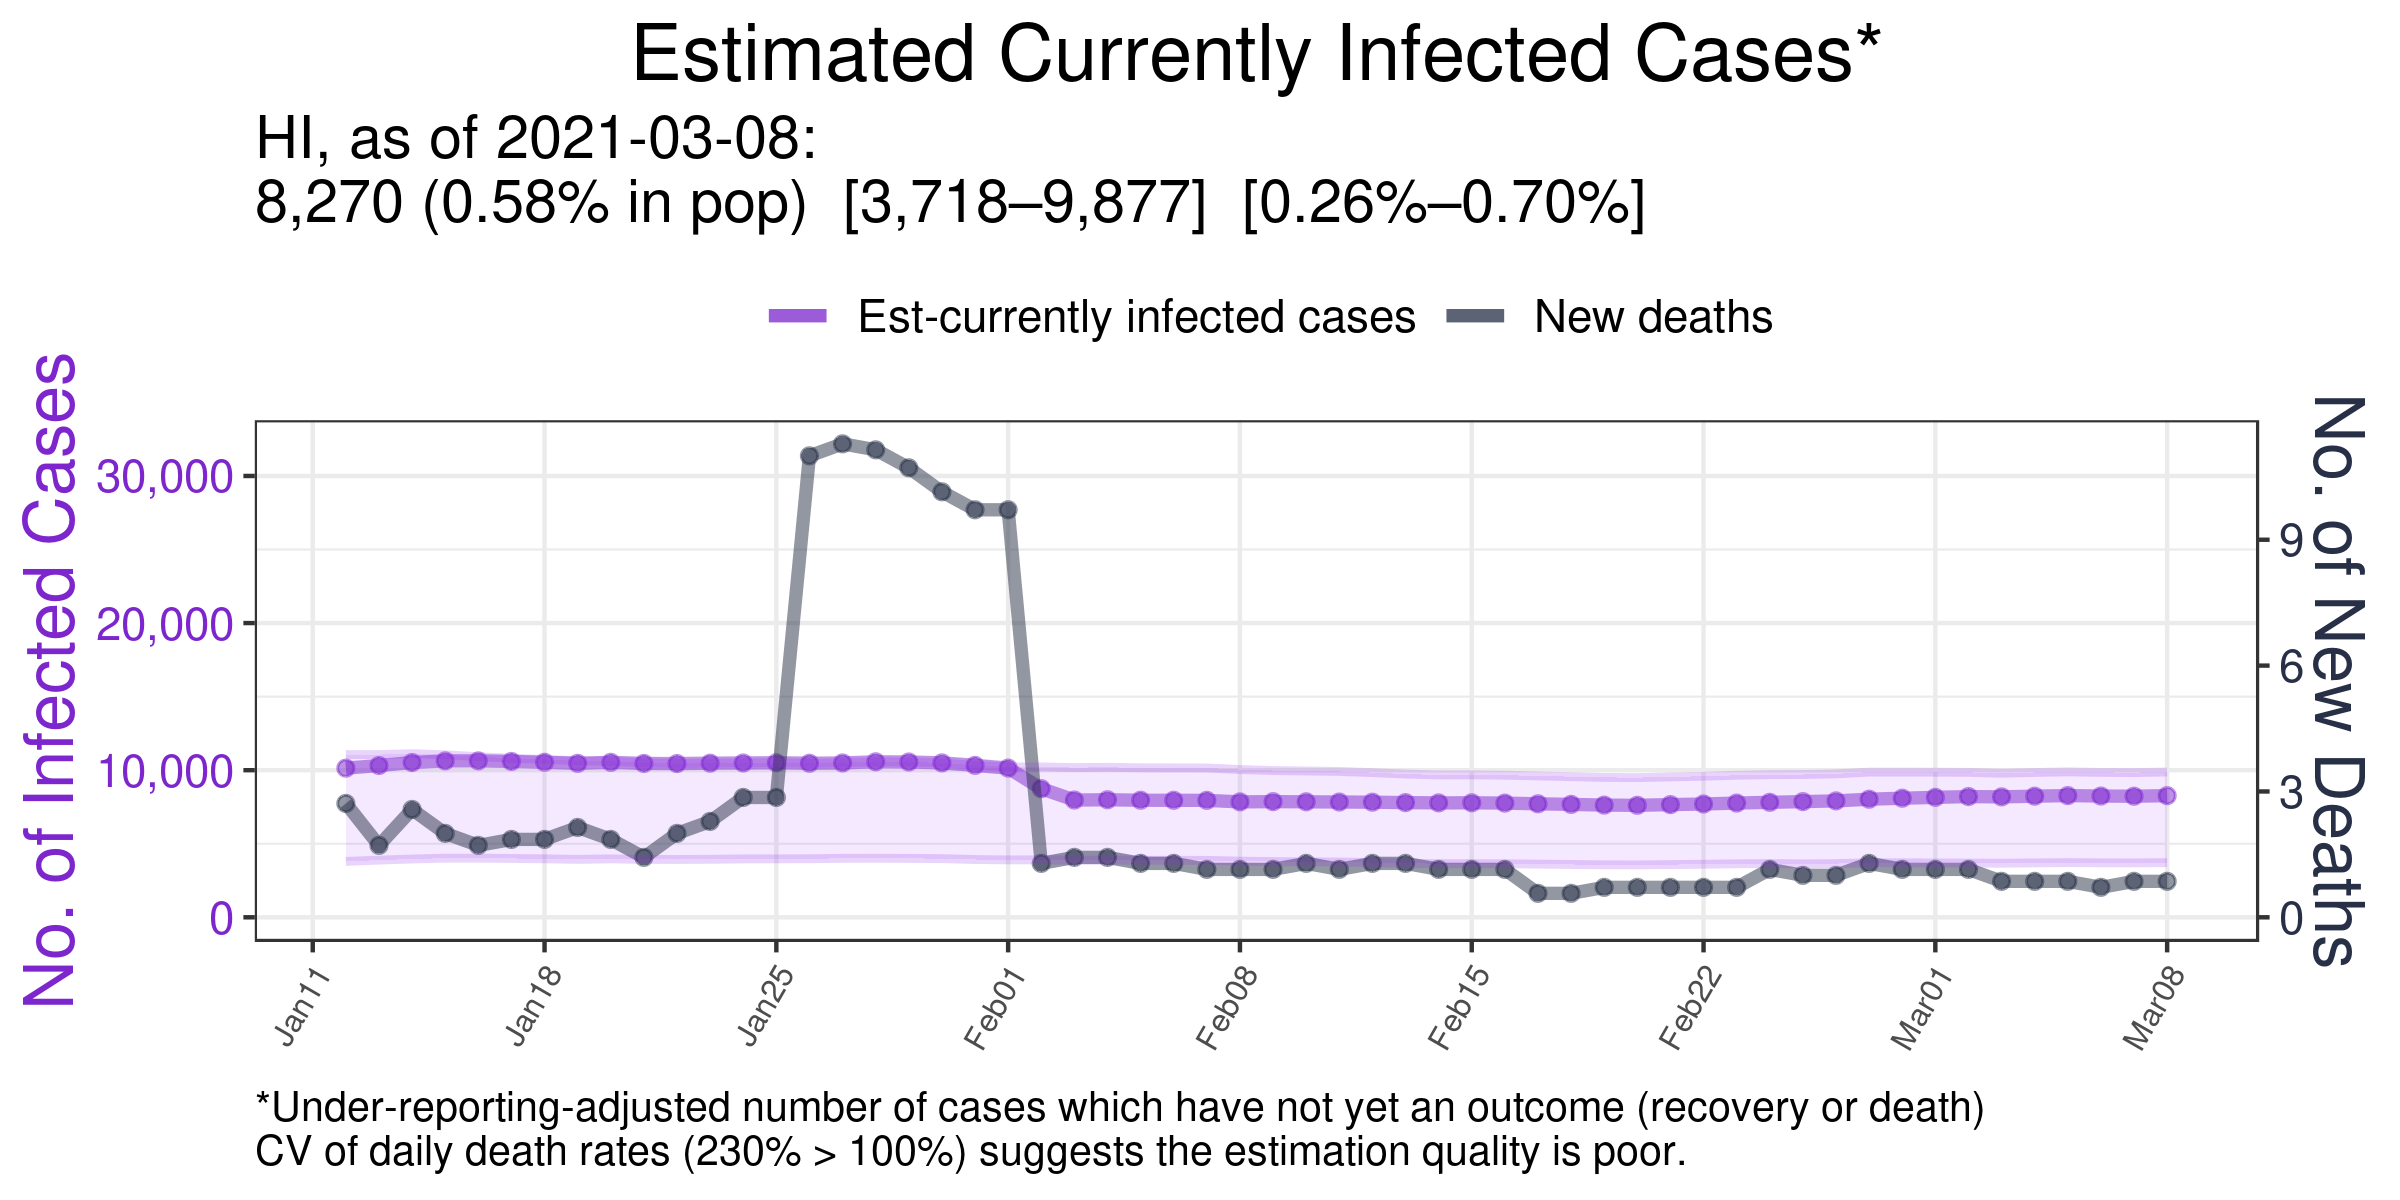 Estimated Currently Infected Cases*
HI, as of 2021-03-08:
8,270 (0.58% in pop) [3,718–9,877] [0.26%–0.70%]
Est-currently infected cases New deaths
No. of Infected Cases
30,000
20,000
10,000
0
No. of New Deaths
9
6
3
0
Jan11 Jan18 Jan25 Feb01 Feb08 Feb15 Feb22 Mar01 Mar08
*Under-reporting-adjusted number of cases which have not yet an outcome (recovery or death)
CV of daily death rates (230% > 100%) suggests the estimation quality is poor.